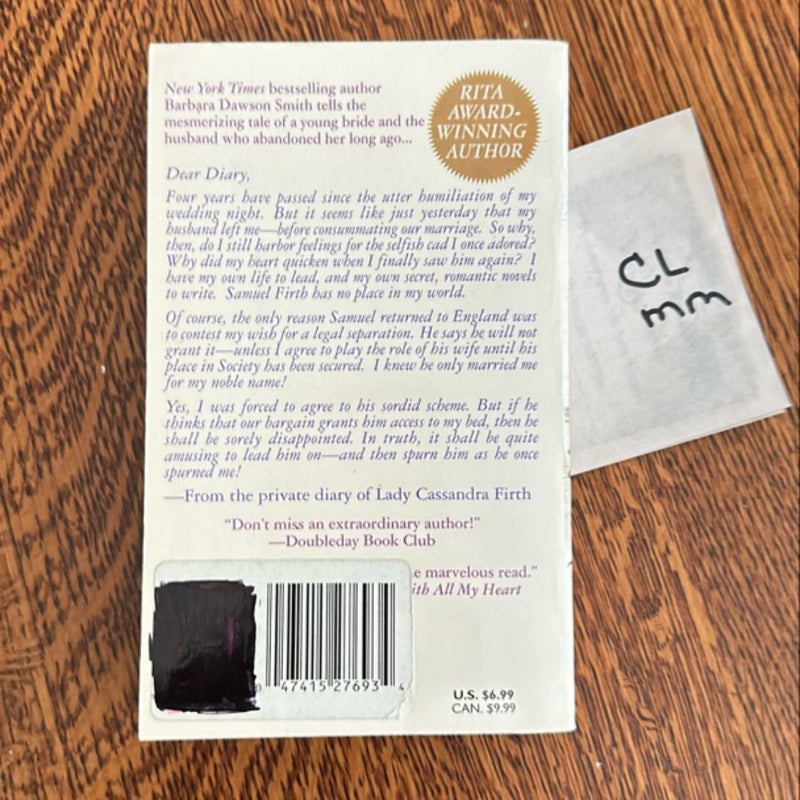 New York Times bestselling author
Barbara Dawson Smith tells the
mesmerizing tale of a young bride and the
husband who abandoned her long ago...
RITA
AWARD-
WINNING
AUTHOR
Dear Diary,
Four years have passed since the utter humiliation of my
wedding night. But it seems like just yesterday that my
husband left me—before consummating our marriage. So why,
then, do I still harbor feelings for the selfish cad I once adored?
Why did my heart quicken when I finally saw him again? I
have my own life to lead, and my own secret, romantic novels
to write. Samuel Firth has no place in my world.
Of course, the only reason Samuel returned to England was
to contest my wish for a legal separation. He says he will not
grant it—unless I agree to play the role of his wife until his
place in Society has been secured. I knew he only married me
for my noble name!
Yes, I was forced to agree to his sordid scheme. But if he
thinks that our bargain grants him access to my bed, then he
shall be sorely disappointed. In truth, it shall be quite
amusing to lead him on—and then spurn him as he once
spurned me!
—From the private diary of Lady Cassandra Firth
"Don't miss an extraordinary author!"
—Doubleday Book Club
e marvelous read."
ith All My Heart
0 47415 27693 4
U.S. $6.99
CAN. $9.99
CL
mm